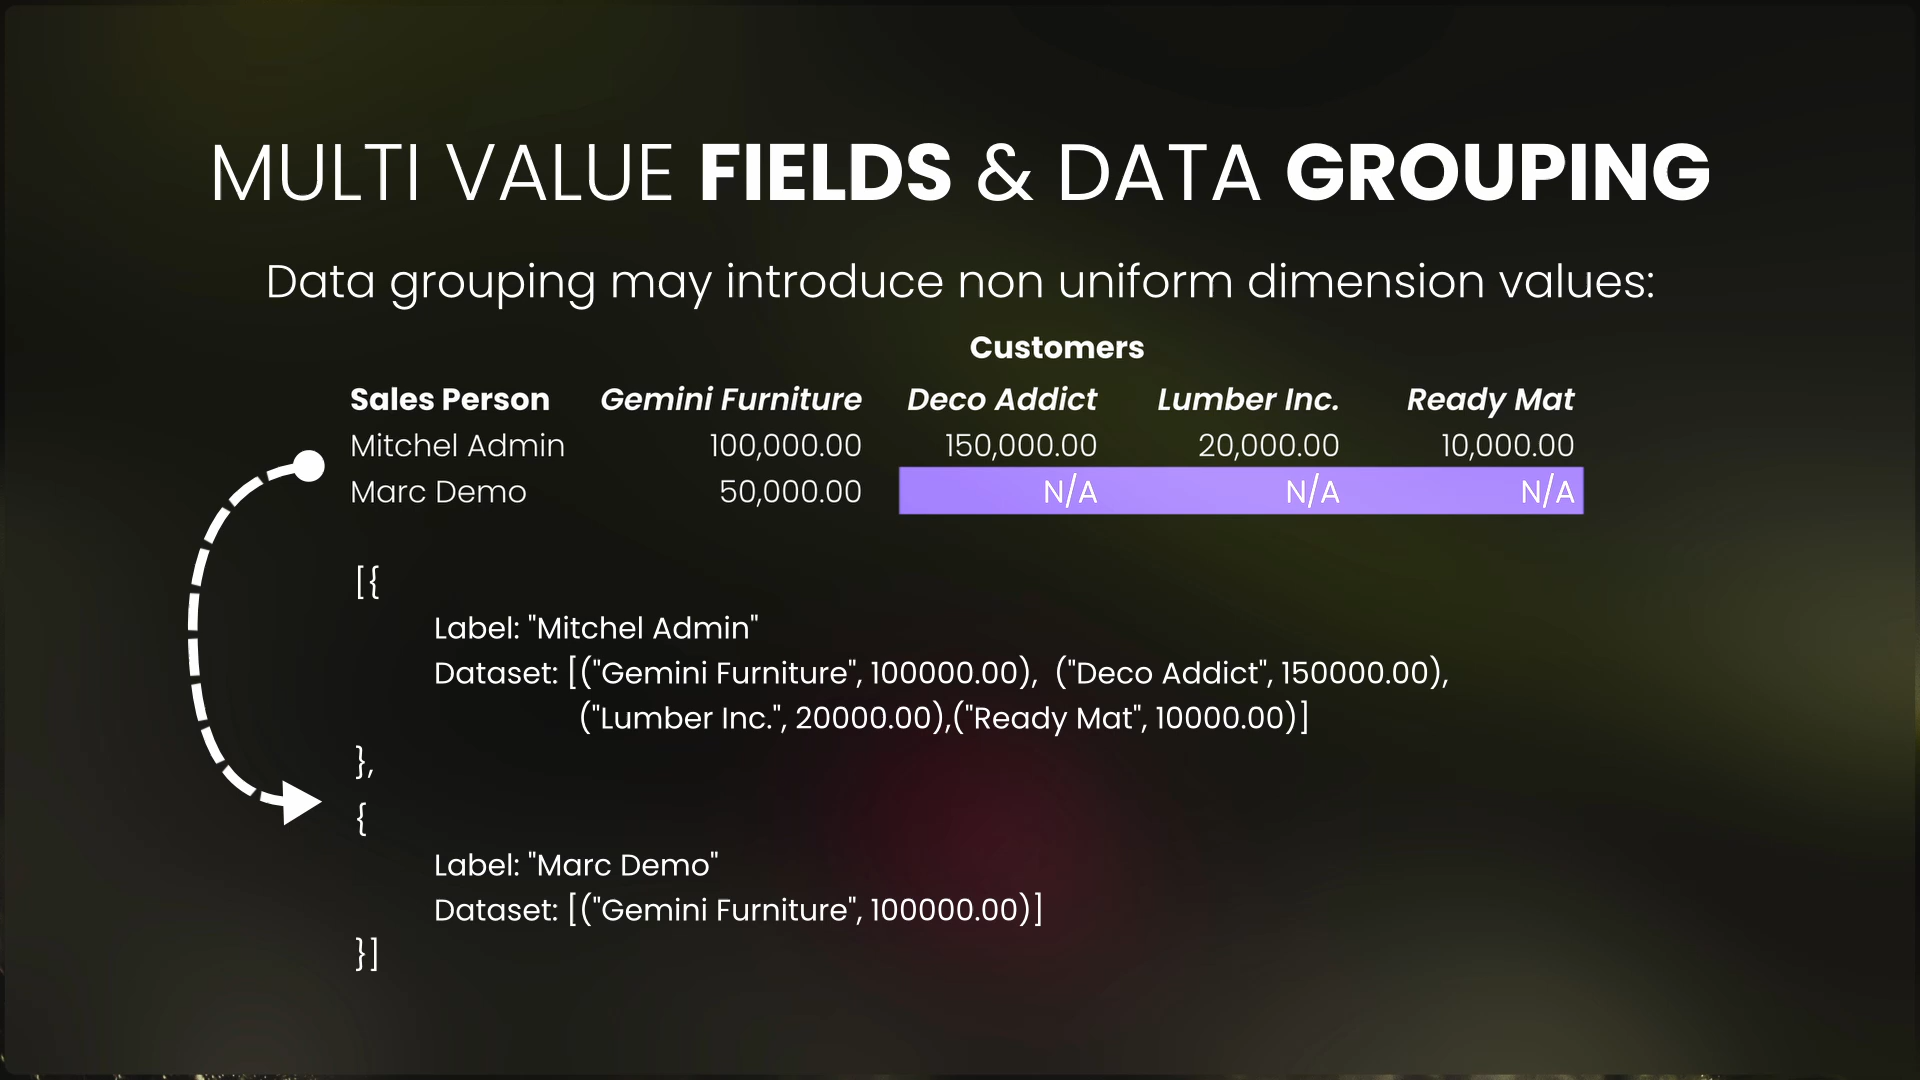 MULTI VALUE FIELDS & DATA GROUPING
Data grouping may introduce non uniform dimension values:
Customers
Sales Person Gemini Furniture Deco Addict Lumber Inc. Ready Mat
Mitchel Admin 100,000.00 150,000.00 20,000.00 10,000.00
Marc Demo 50,000.00 N/A N/A N/A
[{
Label: "Mitchel Admin"
Dataset: [("Gemini Furniture", 100000.00), ("Deco Addict", 150000.00),
("Lumber Inc.", 20000.00),("Ready Mat", 10000.00)]
},
{
Label: "Marc Demo"
Dataset: [("Gemini Furniture", 100000.00)]
}]